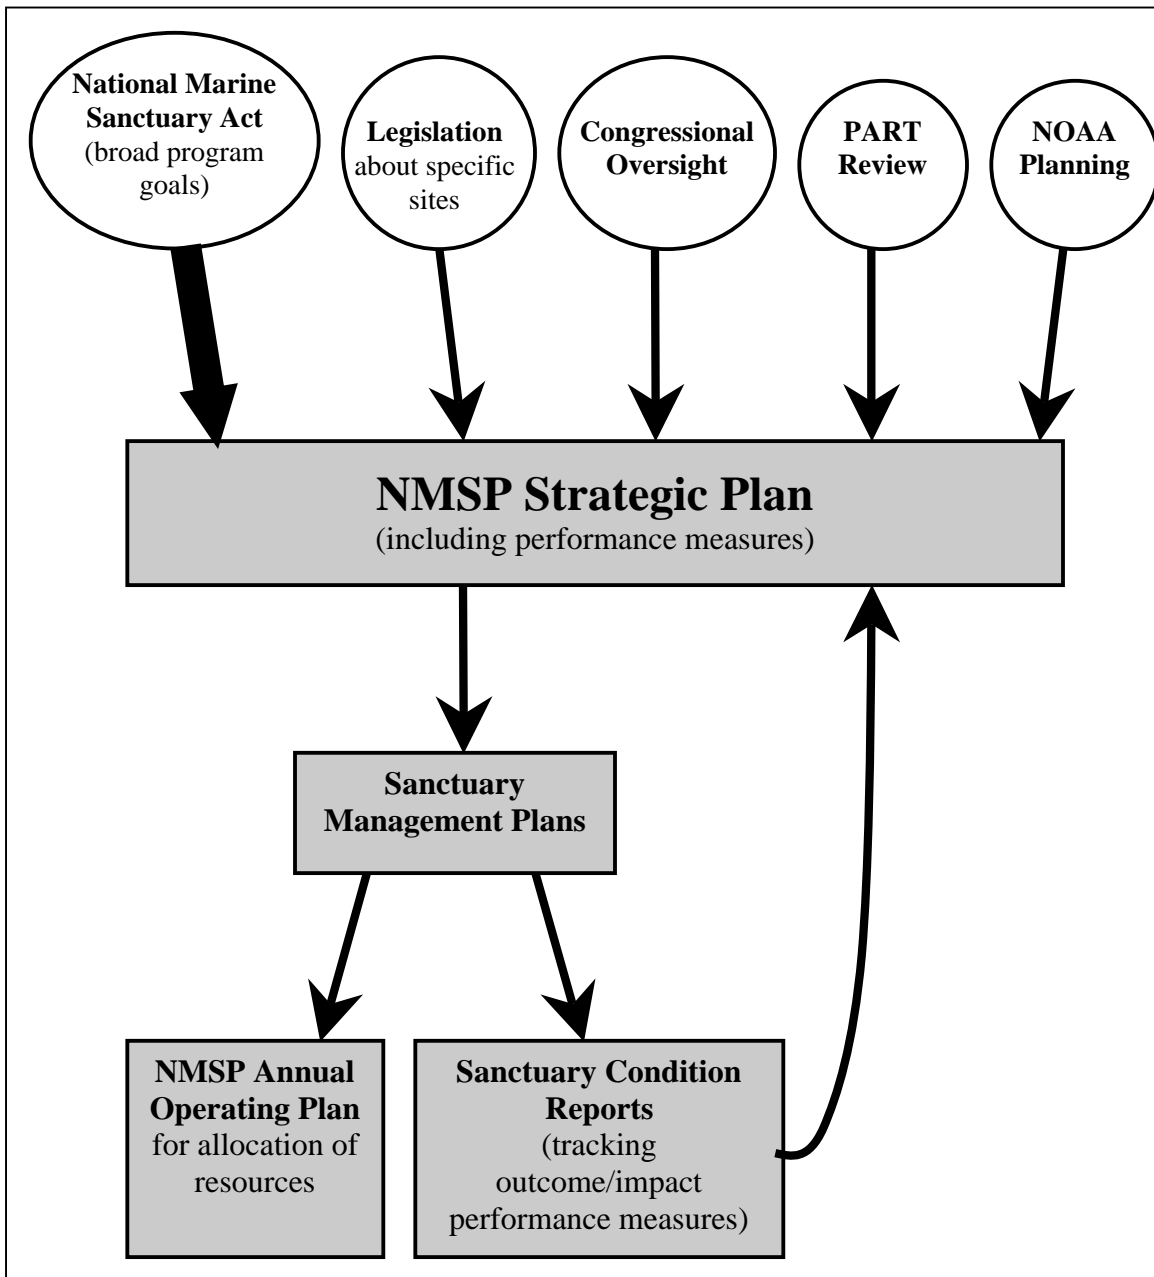 National Marine
Sanctuary Act
(broad program
goals)
Legislation
about specific
sites
Congressional
Oversight
PART
Review
NOAA
Planning
NMSP Strategic Plan
(including performance measures)
Sanctuary
Management Plans
NMSP Annual
Operating Plan
for allocation of
resources
Sanctuary Condition
Reports
(tracking
outcome/impact
performance measures)